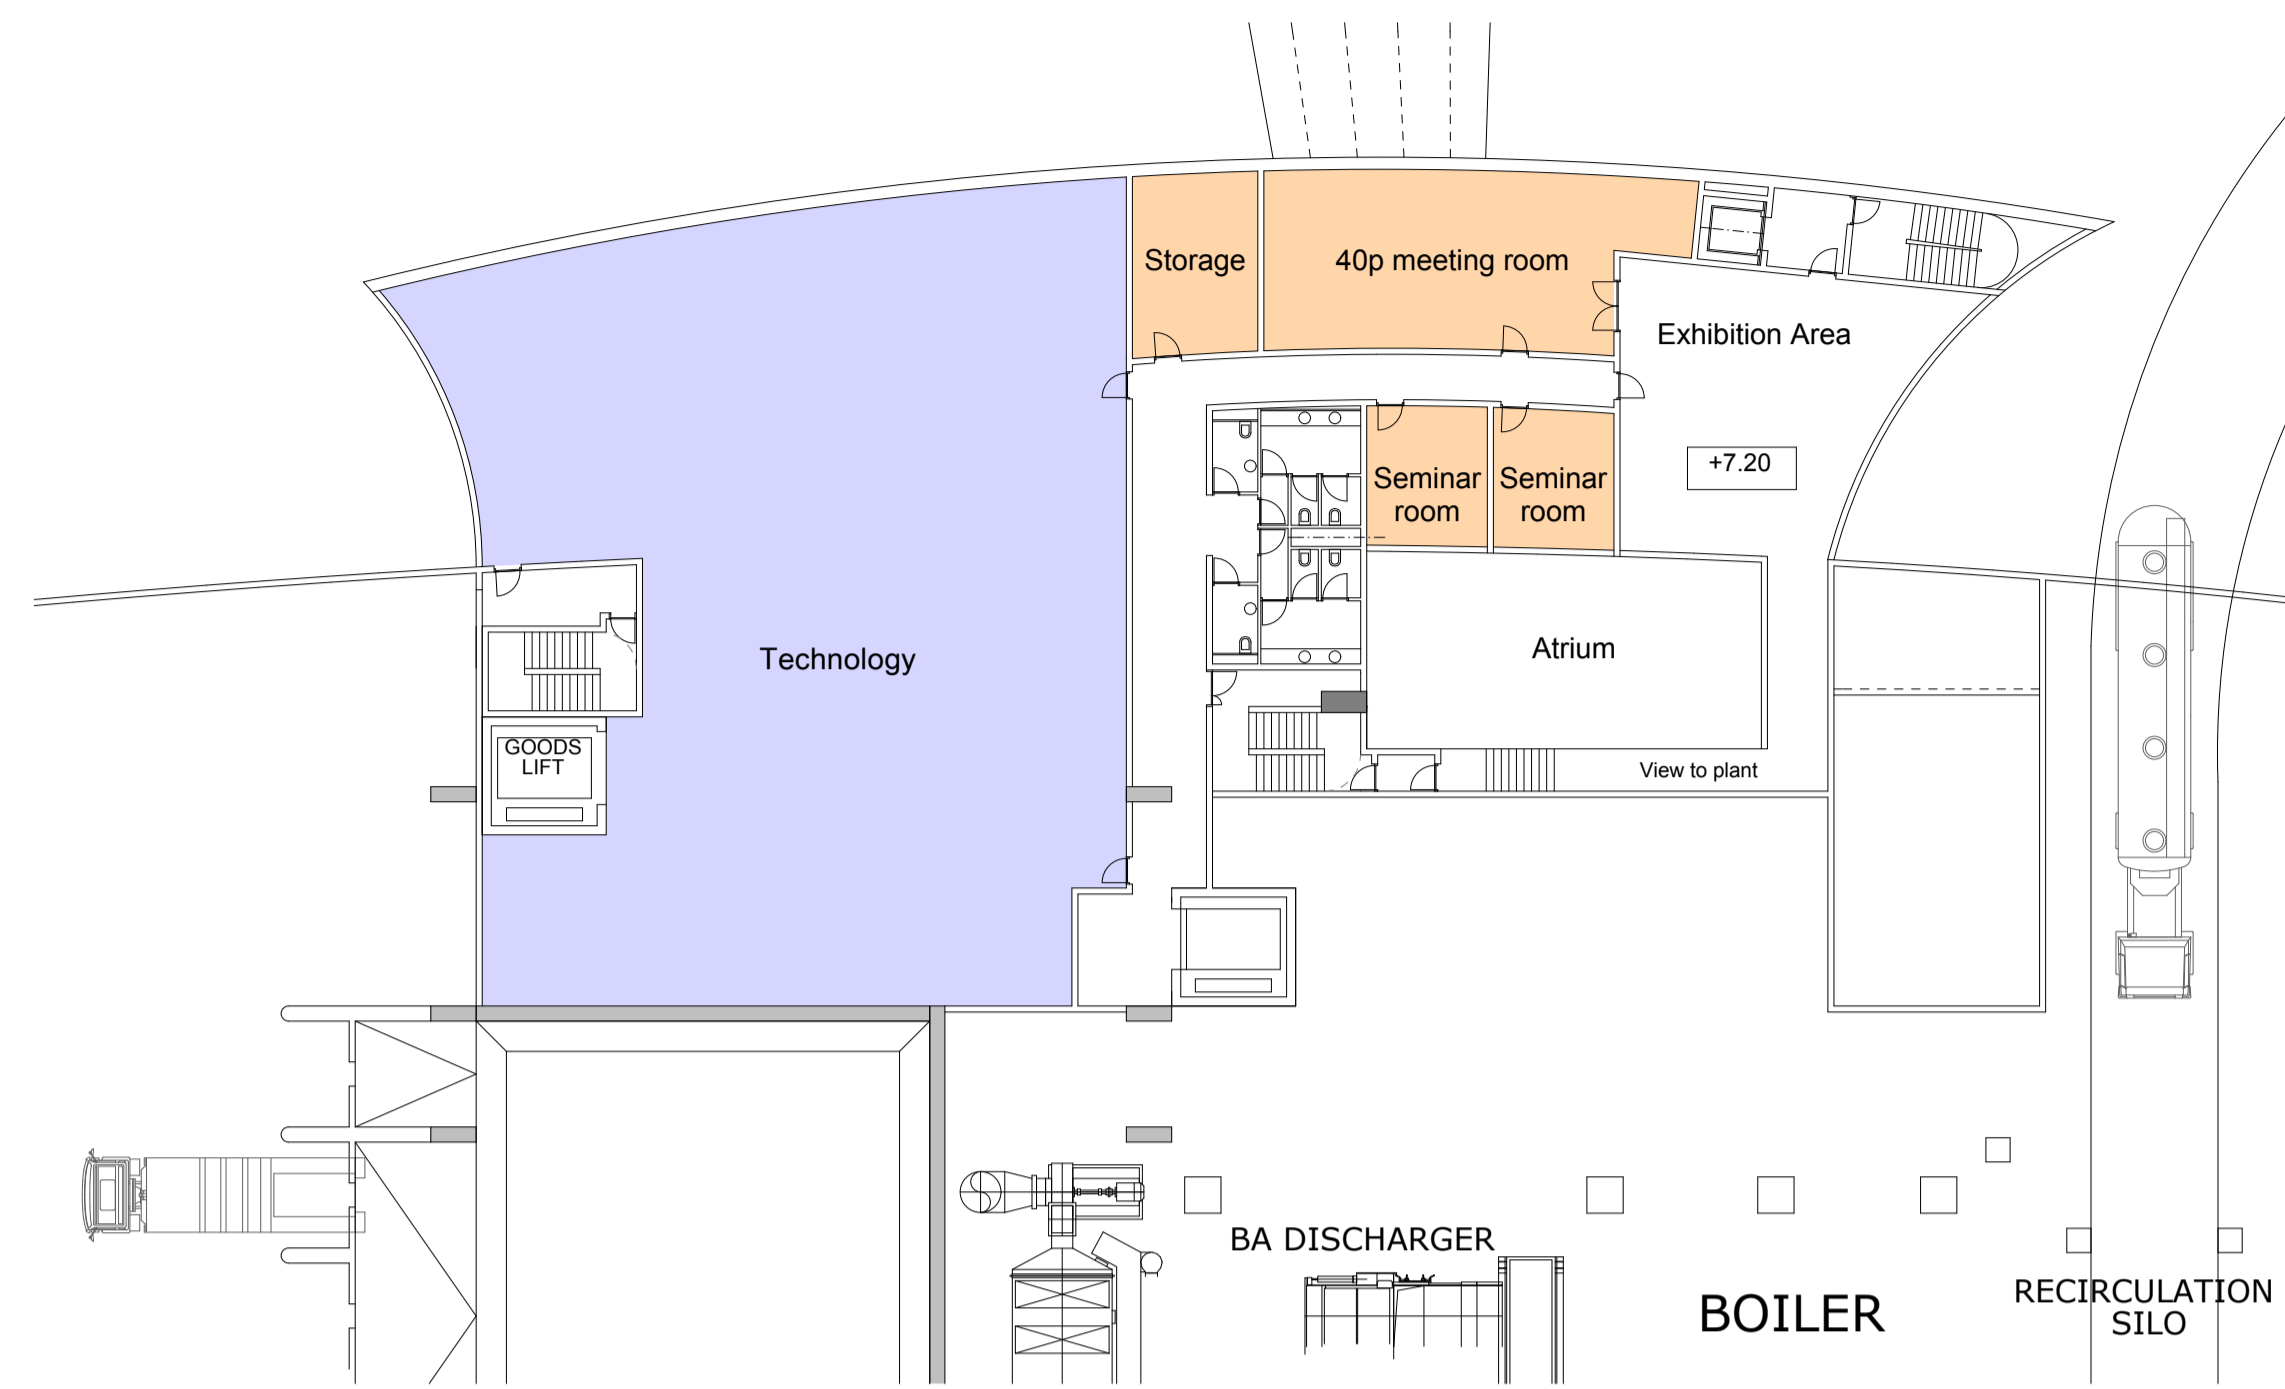 Storage
40p meeting room
Exhibition Area
+7.20
Seminar
room
Seminar
room
Technology
Atrium
GOODS
LIFT
View to plant
BA DISCHARGER
BOILER
RECIRCULATION
SILO